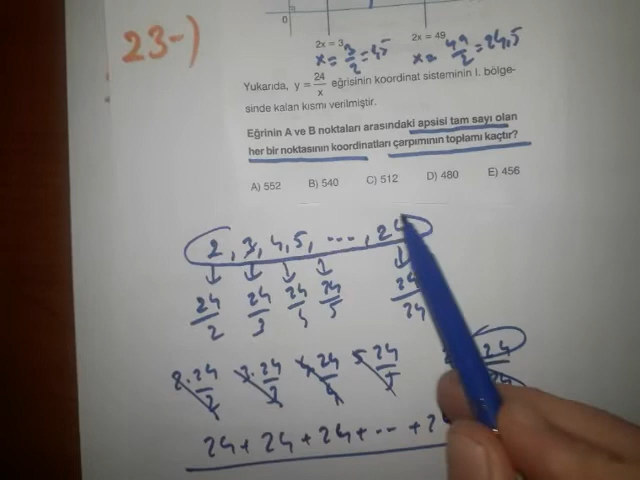 23-)
0
2x = 3
2x = 49
x = 3/2 = 1,5
x = 49/2 = 24,5
Yukarıda, y = 24/x eğrisinin koordinat sisteminin I. bölge-
sinde kalan kısmı verilmiştir.
Eğrinin A ve B noktaları arasındaki apsisi tam sayı olan
her bir noktasının koordinatları çarpımının toplamı kaçtır?
A) 552 B) 540 C) 512 D) 480 E) 456
2, 3, 4, 5, ..., 24
24/2 24/3 24/4 24/5 24/24
2·24/2 3·24/3 4·24/4 5·24/5
24 + 24 + 24 + ... +